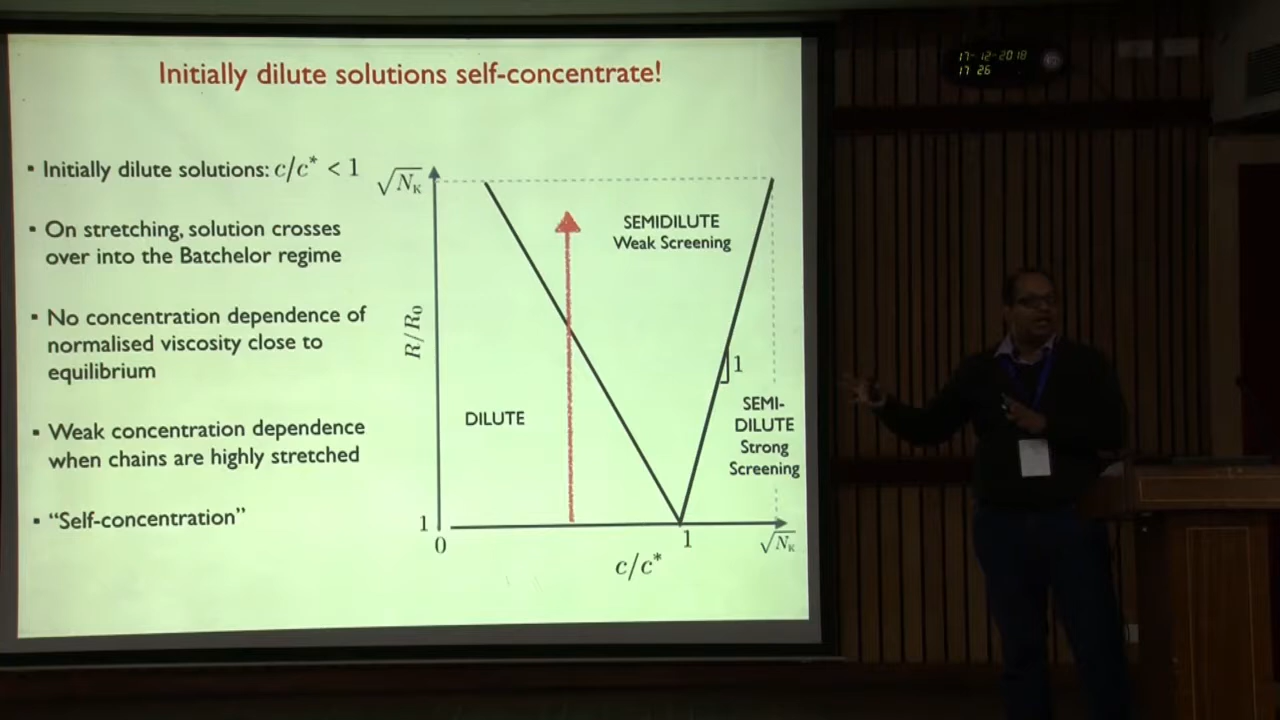 Initially dilute solutions self-concentrate!
▪ Initially dilute solutions: c/c* < 1
▪ On stretching, solution crosses
over into the Batchelor regime
▪ No concentration dependence of
normalised viscosity close to
equilibrium
▪ Weak concentration dependence
when chains are highly stretched
▪ “Self-concentration”
√N_K
R/R₀
1
0
SEMIDILUTE
Weak Screening
DILUTE
1
SEMI-
DILUTE
Strong
Screening
1
√N_K
c/c*
17-12-2018
17 26